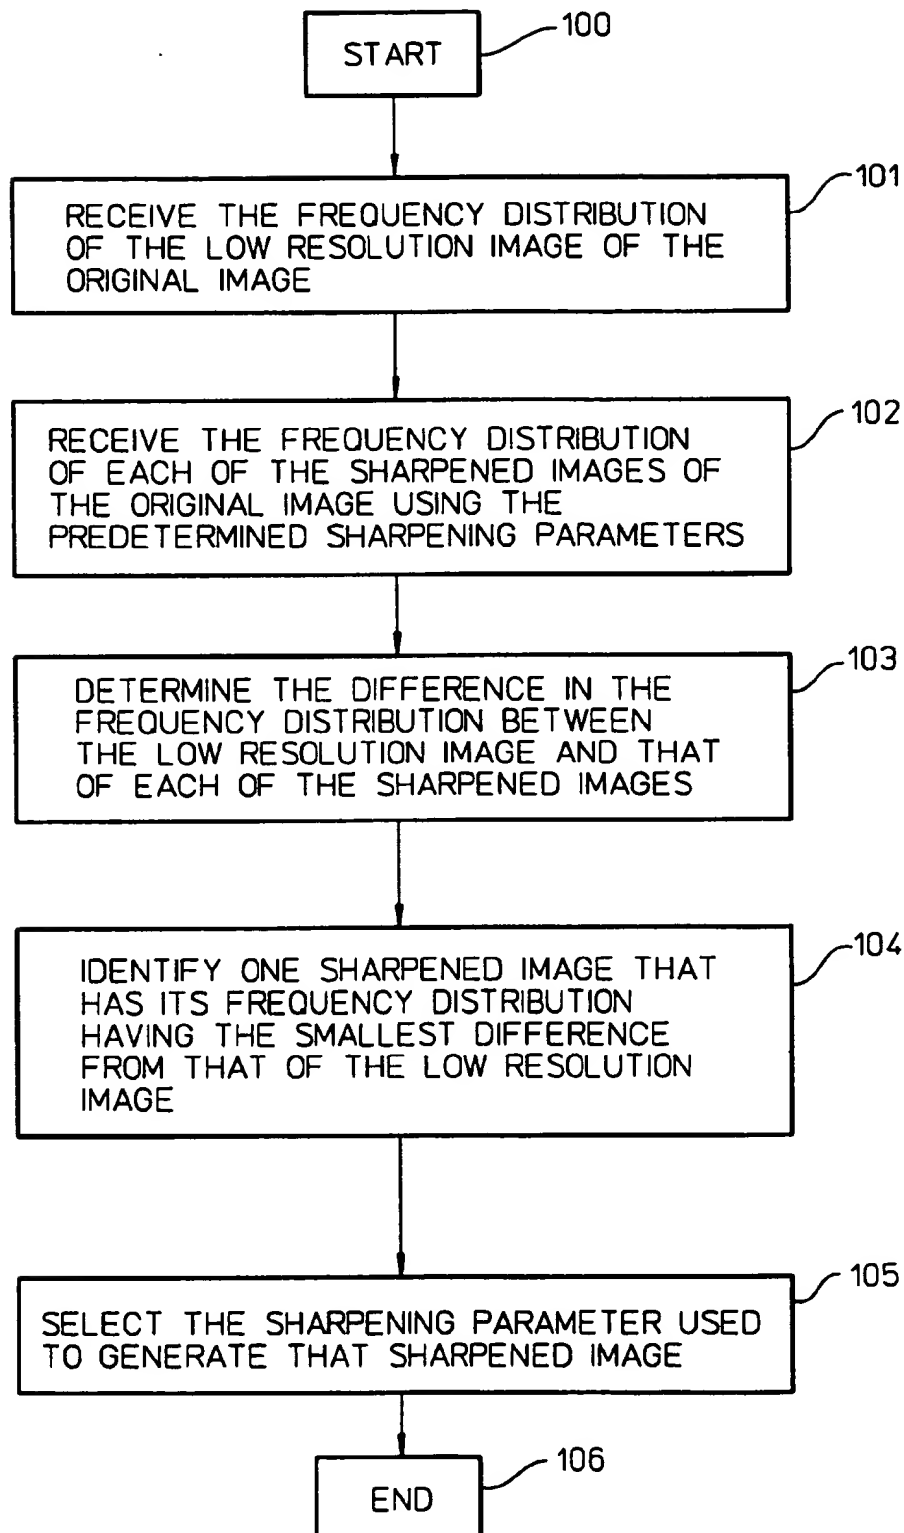 START
100
101
RECEIVE THE FREQUENCY DISTRIBUTION
OF THE LOW RESOLUTION IMAGE OF THE
ORIGINAL IMAGE
102
RECEIVE THE FREQUENCY DISTRIBUTION
OF EACH OF THE SHARPENED IMAGES OF
THE ORIGINAL IMAGE USING THE
PREDETERMINED SHARPENING PARAMETERS
103
DETERMINE THE DIFFERENCE IN THE
FREQUENCY DISTRIBUTION BETWEEN
THE LOW RESOLUTION IMAGE AND THAT
OF EACH OF THE SHARPENED IMAGES
104
IDENTIFY ONE SHARPENED IMAGE THAT
HAS ITS FREQUENCY DISTRIBUTION
HAVING THE SMALLEST DIFFERENCE
FROM THAT OF THE LOW RESOLUTION
IMAGE
105
SELECT THE SHARPENING PARAMETER USED
TO GENERATE THAT SHARPENED IMAGE
106
END